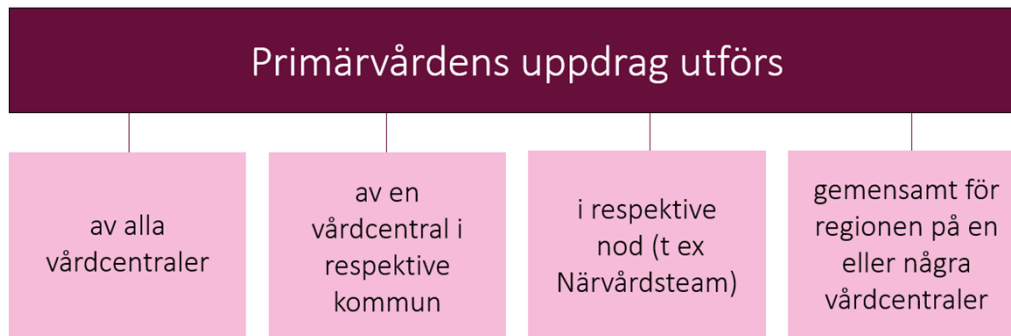 Primärvårdens uppdrag utförs
av alla
vårdcentraler
av en
vårdcentral i
respektive
kommun
i respektive
nod (t ex
Närvårdsteam)
gemensamt för
regionen på en
eller några
vårdcentraler